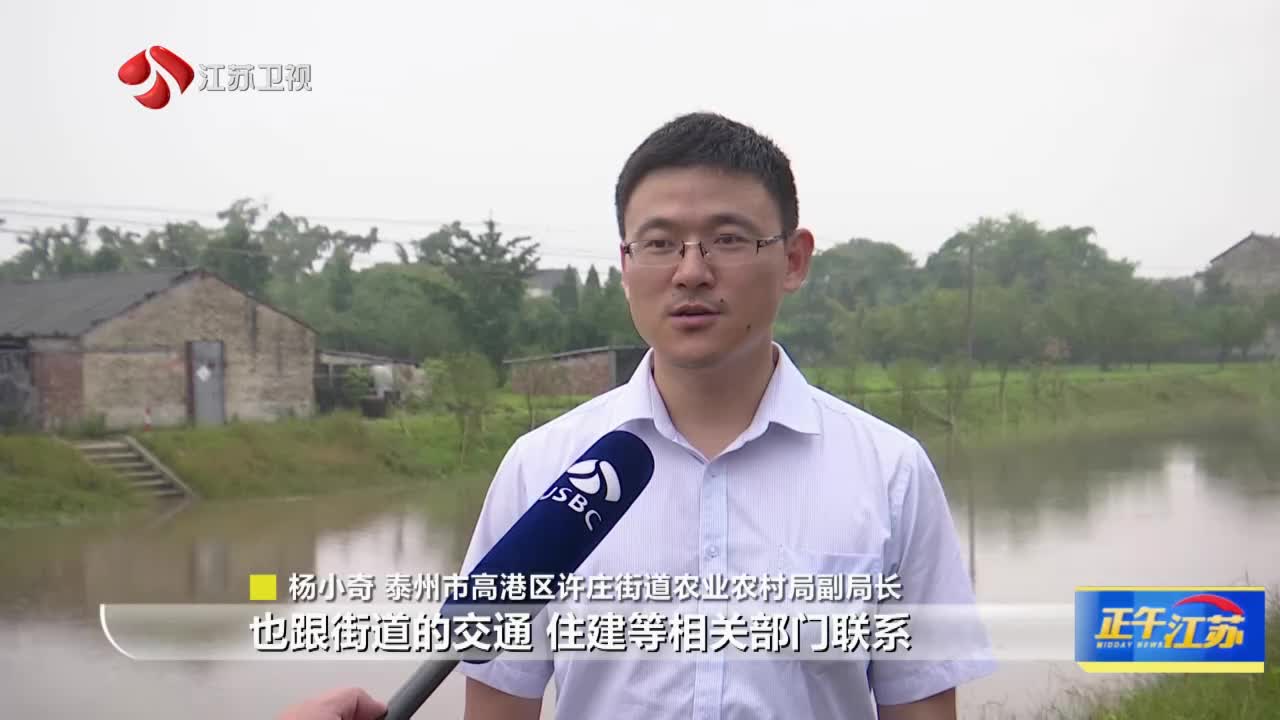 江苏卫视
JSBC
杨小奇 泰州市高港区许庄街道农业农村局副局长
也跟街道的交通 住建等相关部门联系
正午江苏
MIDDAY NEWS